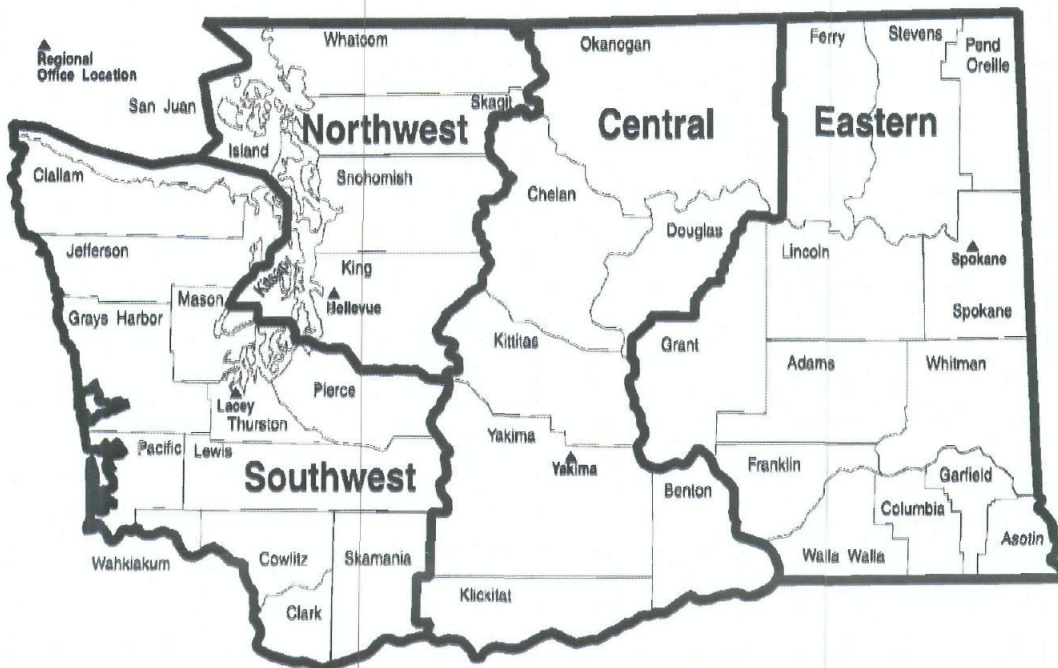 Regional
Office Location
Whatcom
Okanogan
Ferry
Stevens
Pend
Oreille
San Juan
Skagit
Northwest
Central
Eastern
Island
Clallam
Snohomish
Chelan
Douglas
Jefferson
King
Lincoln
Spokane
Kitsap
Bellevue
Mason
Grays Harbor
Spokane
Kittitas
Grant
Adams
Whitman
Pierce
Lacey
Thurston
Yakima
Pacific
Lewis
Yakima
Southwest
Benton
Franklin
Garfield
Columbia
Asotin
Wahkiakum
Cowlitz
Skamania
Walla Walla
Klickitat
Clark